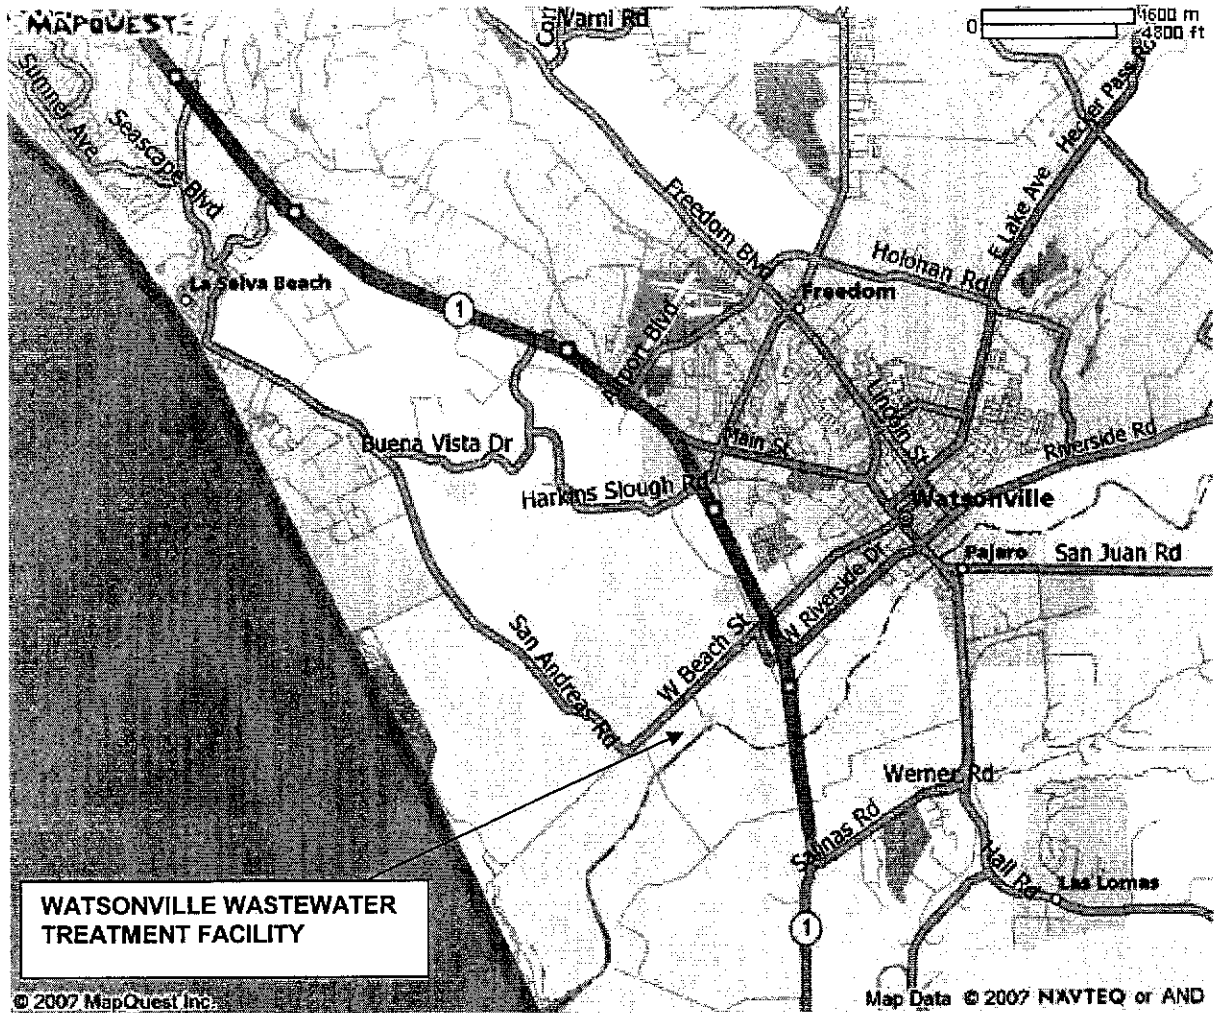 MAPQUEST
Varni Rd
0
1600 m
4800 ft
Sumner Ave
Seascape Blvd
Hecker Pass
E Lake Ave
Freedom Blvd
Holohan Rd
La Selva Beach
Freedom
1
Airport Blvd
Lincoln St
Main St
Buena Vista Dr
Riverside Rd
Harkins Slough Rd
Watsonville
Pajaro
San Juan Rd
W Riverside Dr
W Beach St
San Andreas Rd
Werner Rd
Salinas Rd
Hall Rd
Las Lomas
WATSONVILLE WASTEWATER
TREATMENT FACILITY
1
© 2007 MapQuest Inc.
Map Data © 2007 NAVTEQ or AND